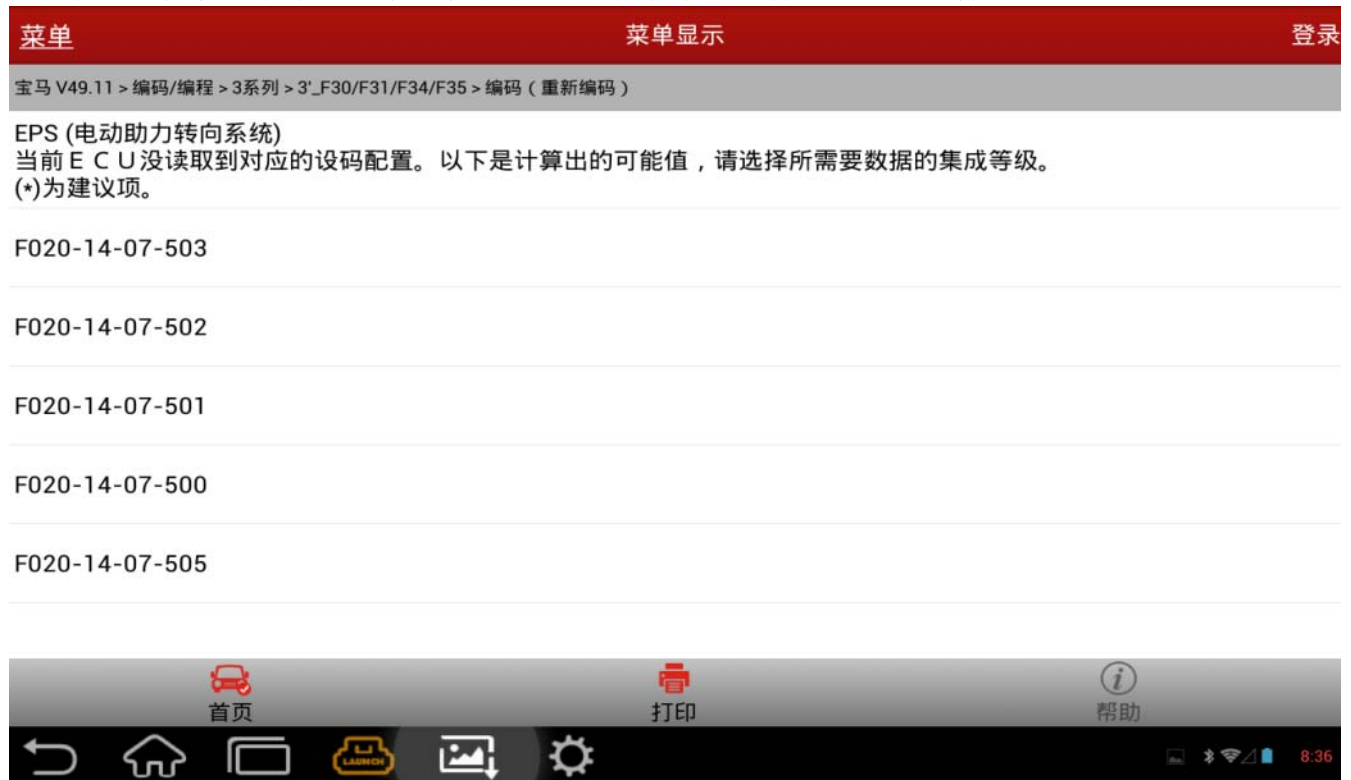 菜单 菜单显示 登录
宝马 V49.11 > 编码/编程 > 3系列 > 3'_F30/F31/F34/F35 > 编码（重新编码）
EPS (电动助力转向系统)
当前ＥＣＵ没读取到对应的设码配置。以下是计算出的可能值，请选择所需要数据的集成等级。
(*)为建议项。
F020-14-07-503
F020-14-07-502
F020-14-07-501
F020-14-07-500
F020-14-07-505
首页 打印 帮助
LAUNCH 8:36